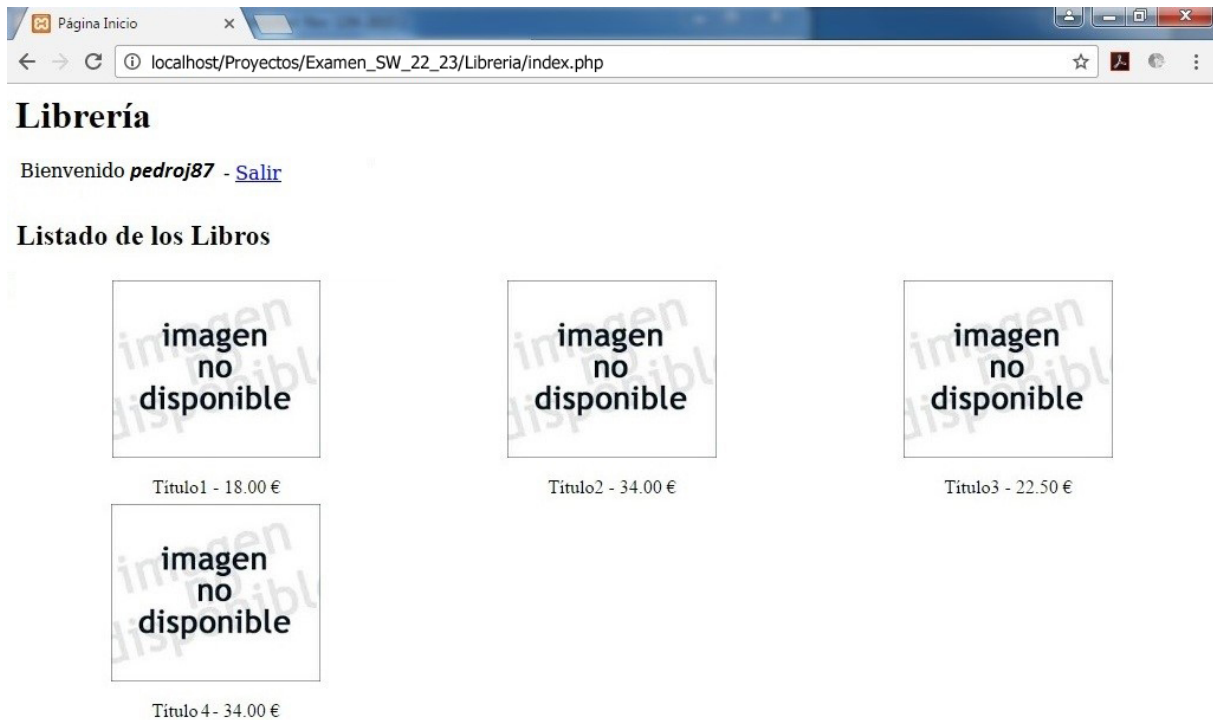 Página Inicio
localhost/Proyectos/Examen_SW_22_23/Libreria/index.php
Librería
Bienvenido pedroj87 - Salir
Listado de los Libros
imagen
no
disponible
imagen
no
disponible
imagen
no
disponible
Titulo1 - 18.00 €
Titulo2 - 34.00 €
Titulo3 - 22.50 €
imagen
no
disponible
Titulo 4 - 34.00 €